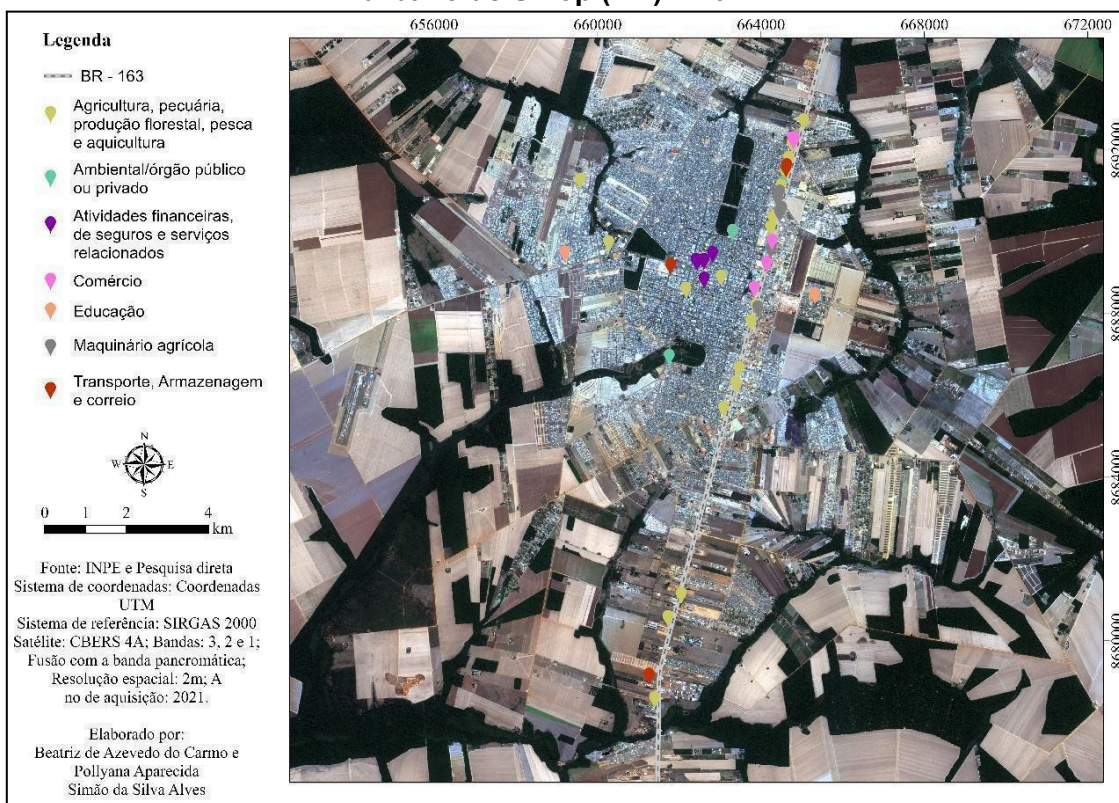 656000 660000 664000 668000 672000
Legenda
BR - 163
Agricultura, pecuária,
produção florestal, pesca
e aquicultura
Ambiental/órgão público
ou privado
Atividades financeiras,
de seguros e serviços
relacionados
Comércio
Educação
Maquinário agrícola
Transporte, Armazenagem
e correio
N
W E
S
0 1 2 4
km
Fonte: INPE e Pesquisa direta
Sistema de coordenadas: Coordenadas
UTM
Sistema de referência: SIRGAS 2000
Satélite: CBERS 4A; Bandas: 3, 2 e 1;
Fusão com a banda pancromática;
Resolução espacial: 2m; A
no de aquisição: 2021.
Elaborado por:
Beatriz de Azevedo do Carmo e
Pollyana Aparecida
Simão da Silva Alves
8692000
8688000
8684000
8680000